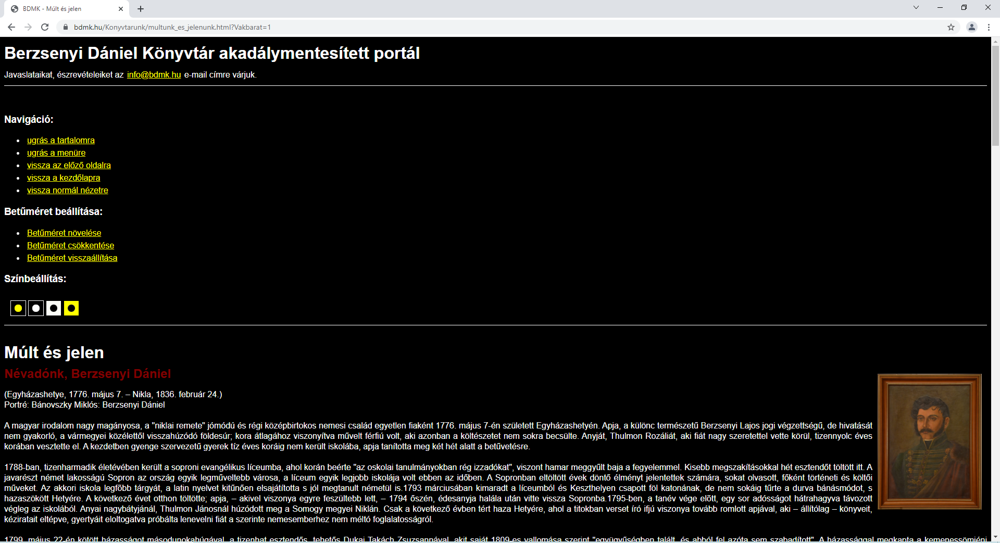 BDMK - Múlt és jelen
bdmk.hu/Konyvtarunk/multunk_es_jelenunk.html?Vakbarat=1
Berzsenyi Dániel Könyvtár akadálymentesített portál
Javaslataikat, észrevételeiket az info@bdmk.hu e-mail címre várjuk.
Navigáció:
• ugrás a tartalomra
• ugrás a menüre
• vissza az előző oldalra
• vissza a kezdőlapra
• vissza normál nézetre
Betűméret beállítása:
• Betűméret növelése
• Betűméret csökkentése
• Betűméret visszaállítása
Színbeállítás:
Múlt és jelen
Névadónk, Berzsenyi Dániel
(Egyházashetye, 1776. május 7. – Nikla, 1836. február 24.)
Portré: Bánovszky Miklós: Berzsenyi Dániel
A magyar irodalom nagy magányosa, a "niklai remete" jómódú és régi középbirtokos nemesi család egyetlen fiaként 1776. május 7-én született Egyházashetyén. Apja, a különc természetű Berzsenyi Lajos jogi végzettségű, de hivatását
nem gyakorló, a vármegyei közélettől visszahúzódó földesúr; kora átlagához viszonyítva művelt férfiú volt, aki azonban a költészetet nem sokra becsülte. Anyját, Thulmon Rozáliát, aki fiát nagy szeretettel vette körül, tizennyolc éves
korában vesztette el. A kezdetben gyenge szervezetű gyerek tíz éves koráig nem került iskolába, apja tanította meg két hét alatt a betűvetésre.
1788-ban, tizenharmadik életévében került a soproni evangélikus líceumba, ahol korán beérte "az oskolai tanulmányokban rég izzadókat", viszont hamar meggyűlt baja a fegyelemmel. Kisebb megszakításokkal hét esztendőt töltött itt. A
javarészt német lakosságú Sopron az ország egyik legműveltebb városa, a líceum egyik legjobb iskolája volt ebben az időben. A Sopronban eltöltött évek döntő élményt jelentettek számára, sokat olvasott, főként történeti és költői
műveket. Az akkori iskola legfőbb tárgyát, a latin nyelvet kitűnően elsajátította s jól megtanult németül is.1793 márciusában kimaradt a líceumból és Keszthelyen csapott föl katonának, de nem sokáig tűrte a durva bánásmódot, s
hazaszökött Hetyére. A következő évet otthon töltötte; apja, – akivel viszonya egyre feszültebb lett, – 1794 őszén, édesanyja halála után vitte vissza Sopronba.1795-ben, a tanév vége előtt, egy sor adósságot hátrahagyva távozott
végleg az iskolából. Anyai nagybátyjánál, Thulmon Jánosnál húzódott meg a Somogy megyei Niklán. Csak a következő évben tért haza Hetyére, ahol a titokban verset író ifjú viszonya tovább romlott apjával, aki – állítólag – könyveit,
kéziratait eltépve, gyertyáit eloltogatva próbálta lenevelni fiát a szerinte nemesemberhez nem méltó foglalatosságról.
1799. május 22-én kötött házasságot másodunokahúgával, a tizenhat esztendős, tehetős Dukai Takách Zsuzsannával, akit saját 1809-es vallomása szerint "együgyűségben talált, és abból fel azóta sem szabadított". A házassággal megkapta a kemenessömjéni